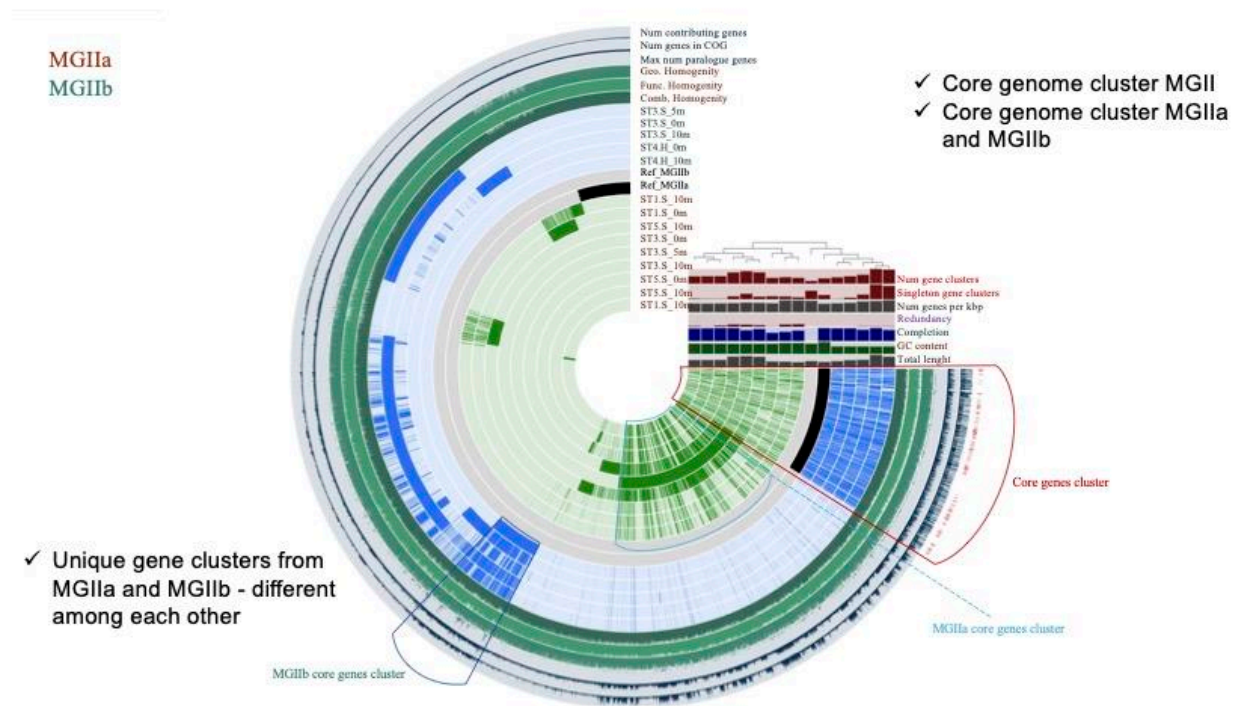 MGIIa
MGIIb
Num contributing genes
Num genes in COG
Max num paralogue genes
Geo. Homogenity
Func. Homogenity
Comb. Homogenity
ST3.S_5m
ST3.S_0m
ST3.S_10m
ST4.H_0m
ST4.H_10m
Ref_MGIIb
Ref_MGIIa
ST1.S_10m
ST1.S_0m
ST5.S_10m
ST3.S_0m
ST3.S_5m
ST3.S_10m
ST5.S_0m
ST5.S_10m
ST1.S_10m
✓ Core genome cluster MGII
✓ Core genome cluster MGIIa
and MGIIb
Num gene clusters
Singleton gene clusters
Num genes per kbp
Redundancy
Completion
GC content
Total lenght
Core genes cluster
✓ Unique gene clusters from
MGIIa and MGIIb - different
among each other
MGIIa core genes cluster
MGIIb core genes cluster